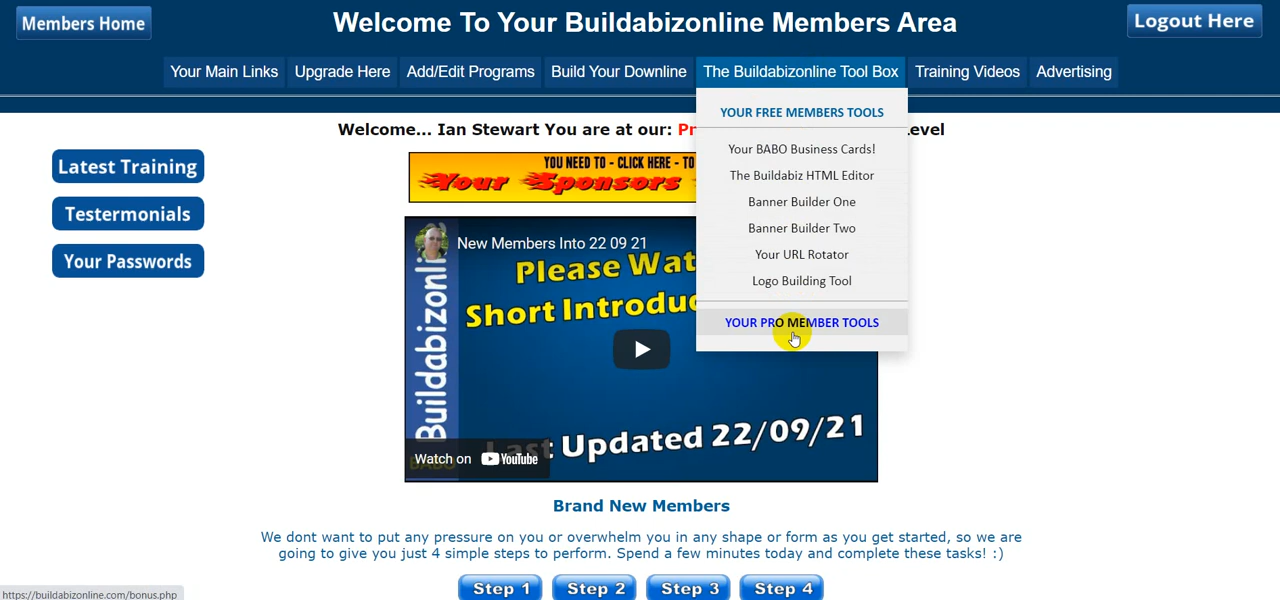 Members Home
Welcome To Your Buildabizonline Members Area
Logout Here
Your Main Links
Upgrade Here
Add/Edit Programs
Build Your Downline
The Buildabizonline Tool Box
Training Videos
Advertising
YOUR FREE MEMBERS TOOLS
Your BABO Business Cards!
The Buildabiz HTML Editor
Banner Builder One
Banner Builder Two
Your URL Rotator
Logo Building Tool
YOUR PRO MEMBER TOOLS
Welcome... Ian Stewart You are at our: Pr
evel
Latest Training
Testermonials
Your Passwords
YOU NEED TO - CLICK HERE - TO
Your Sponsors
New Members Into 22 09 21
Please Wat
Short Introdu
Buildabizonline
Last Updated 22/09/21
Watch on YouTube
Brand New Members
We dont want to put any pressure on you or overwhelm you in any shape or form as you get started, so we are
going to give you just 4 simple steps to perform. Spend a few minutes today and complete these tasks! :)
Step 1
Step 2
Step 3
Step 4
https://buildabizonline.com/bonus.php